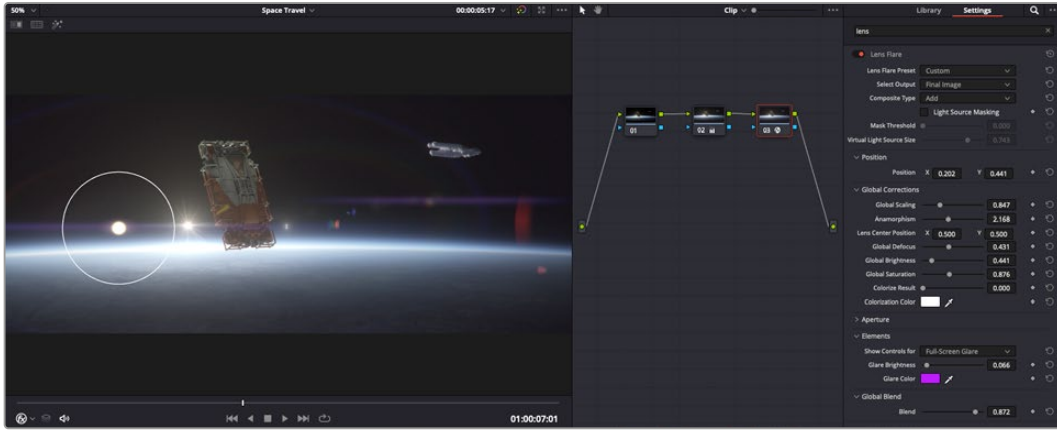 50%
Space Travel
00:00:05:17
Clip
Library Settings
lens
Lens Flare
Lens Flare Preset Custom
Select Output Final Image
Composite Type Add
Light Source Masking
Mask Threshold 0.000
Virtual Light Source Size 0.743
Position
Position X 0.202 Y 0.441
Global Corrections
Global Scaling 0.847
Anamorphism 2.168
Lens Center Position X 0.500 Y 0.500
Global Defocus 0.431
Global Brightness 0.441
Global Saturation 0.876
Colorize Result 0.000
Colorization Color
Aperture
Elements
Show Controls for Full-Screen Glare
Glare Brightness 0.066
Glare Color
Global Blend
Blend 0.872
01
02
03
01:00:07:01